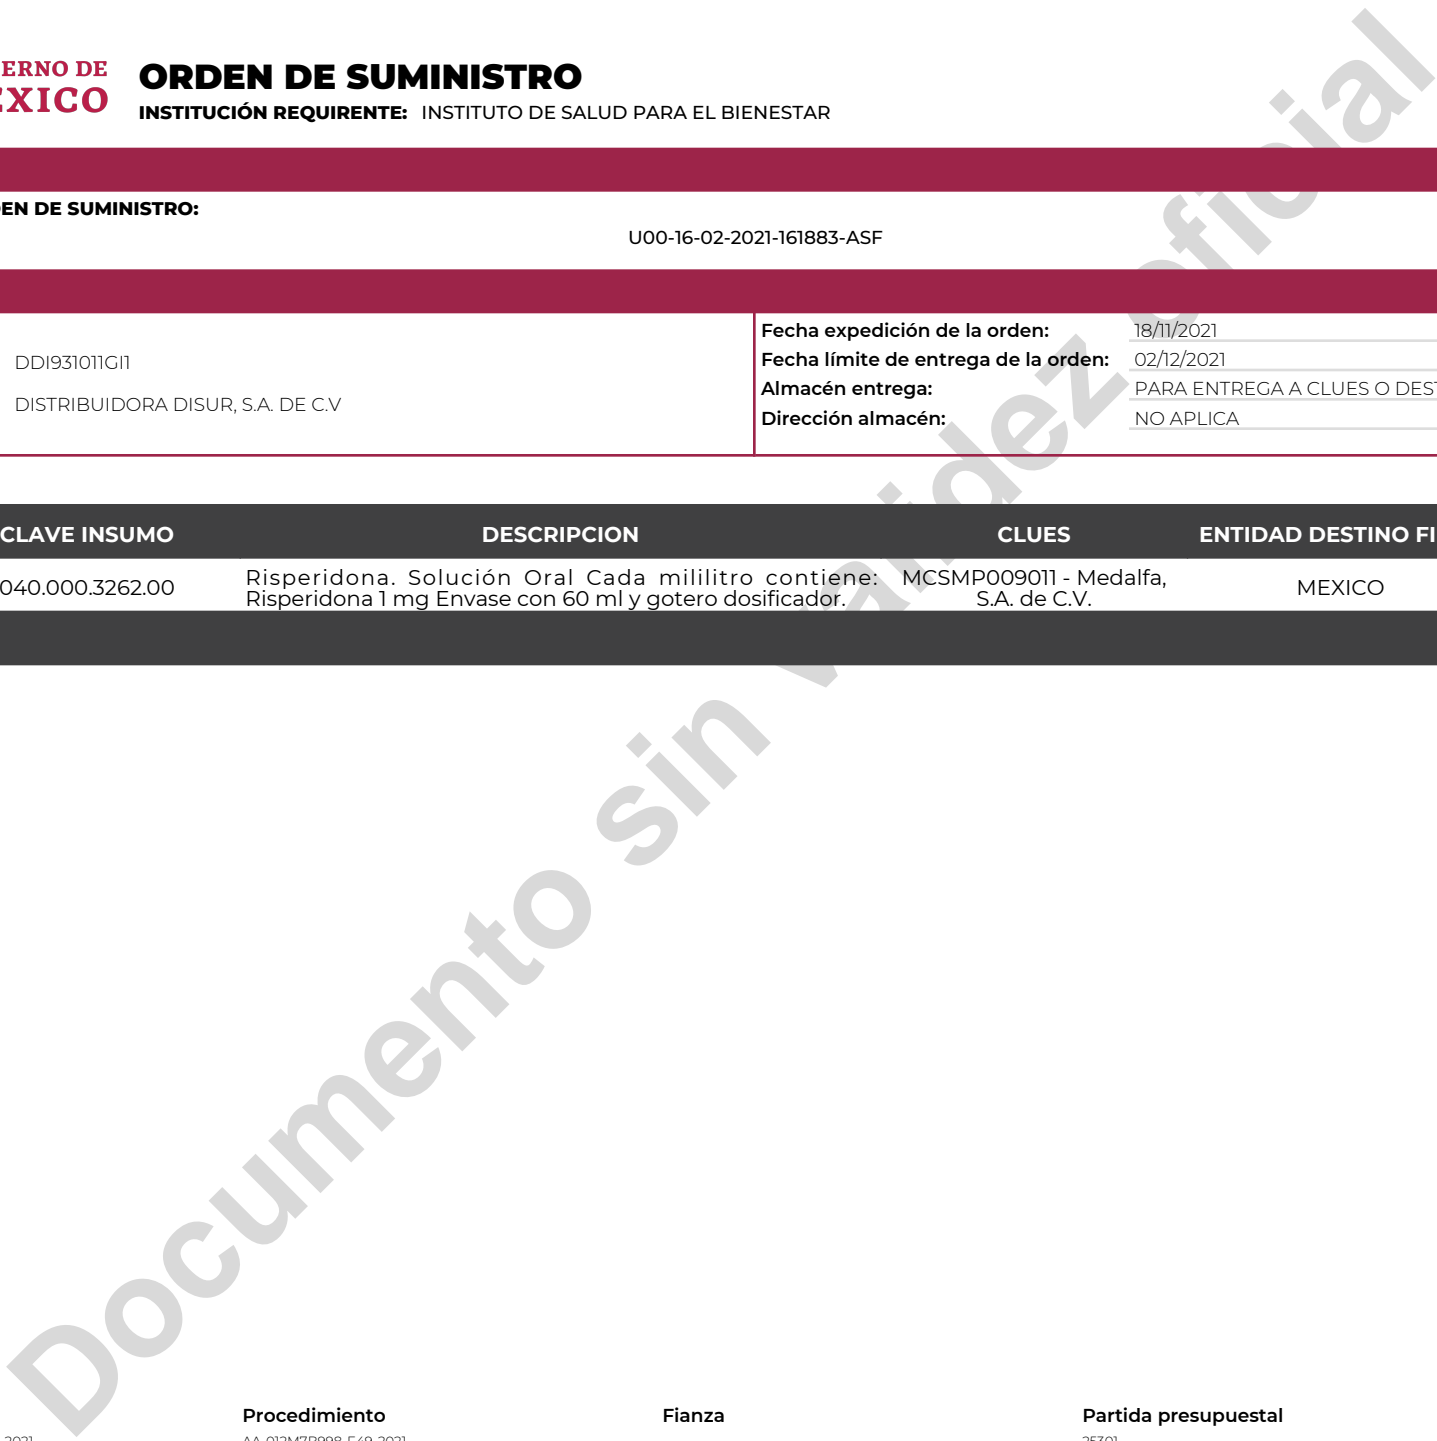 ERNO DE
EXICO
ORDEN DE SUMINISTRO
INSTITUCIÓN REQUIRENTE: INSTITUTO DE SALUD PARA EL BIENESTAR
EN DE SUMINISTRO:
U00-16-02-2021-161883-ASF
DDI931011GI1
DISTRIBUIDORA DISUR, S.A. DE C.V
Fecha expedición de la orden: 18/11/2021
Fecha límite de entrega de la orden: 02/12/2021
Almacén entrega: PARA ENTREGA A CLUES O DEST
Dirección almacén: NO APLICA
CLAVE INSUMO DESCRIPCION CLUES ENTIDAD DESTINO FI
040.000.3262.00 Risperidona. Solución Oral Cada mililitro contiene: Risperidona 1 mg Envase con 60 ml y gotero dosificador. MCSMP009011 - Medalfa, S.A. de C.V. MEXICO
Documento sin validez oficial
Procedimiento Fianza Partida presupuestal